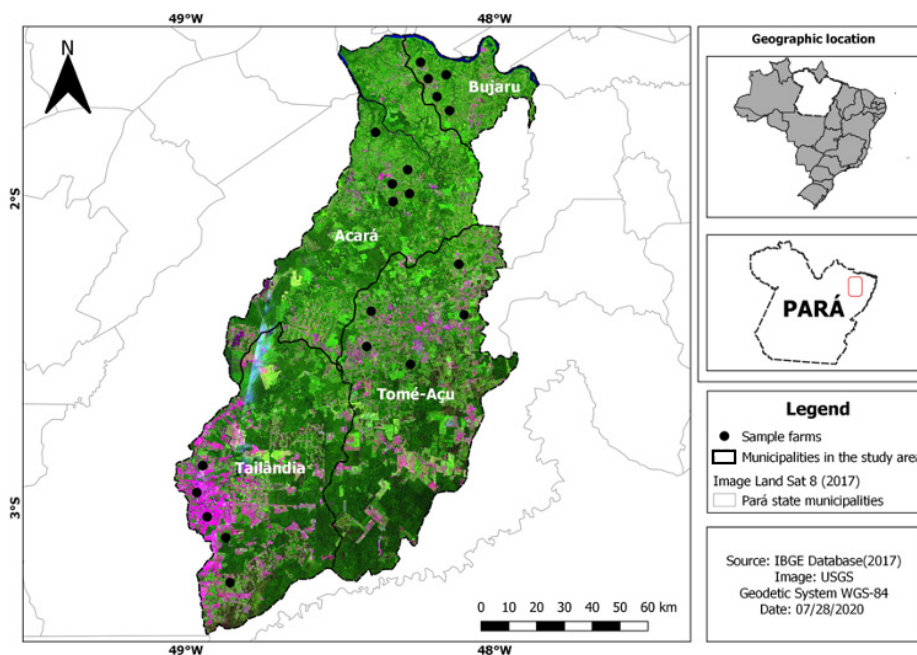 49°W
48°W
N
2°S
3°S
Bujaru
Acará
Tomé-Açu
Tailândia
0 10 20 30 40 50 60 km
49°W
48°W
Geographic location
PARÁ
Legend
Sample farms
Municipalities in the study area
Image Land Sat 8 (2017)
Pará state municipalities
Source: IBGE Database(2017)
Image: USGS
Geodetic System WGS-84
Date: 07/28/2020